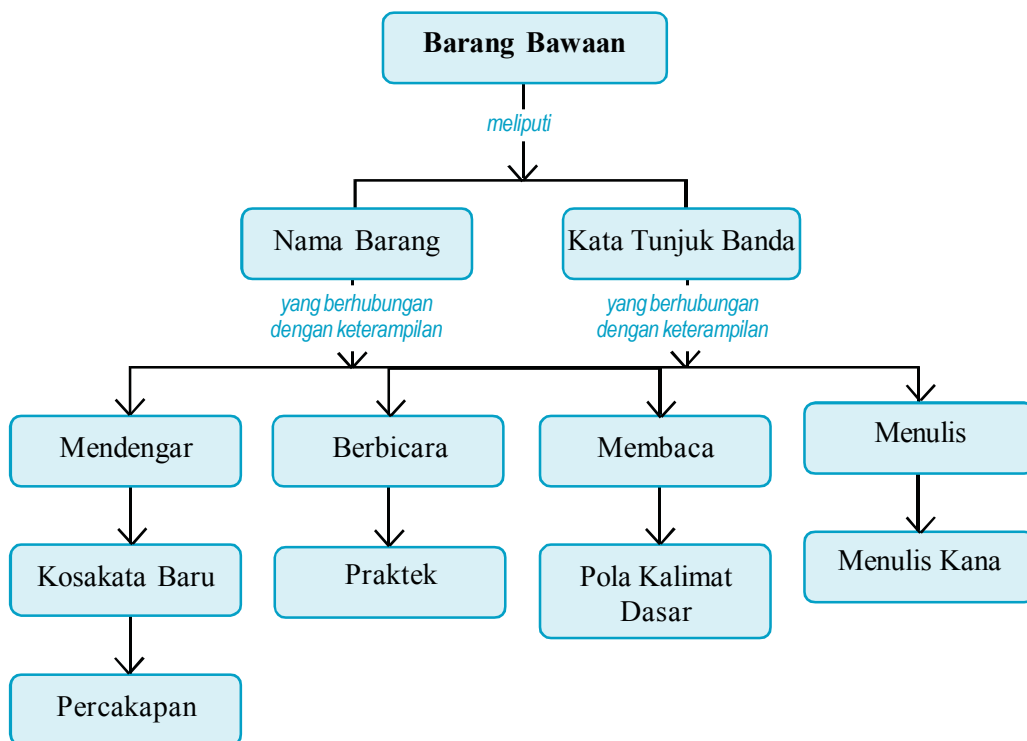 Barang Bawaan
meliputi
Nama Barang
Kata Tunjuk Banda
yang berhubungan
dengan keterampilan
yang berhubungan
dengan keterampilan
Mendengar
Berbicara
Membaca
Menulis
Kosakata Baru
Praktek
Pola Kalimat
Dasar
Menulis Kana
Percakapan